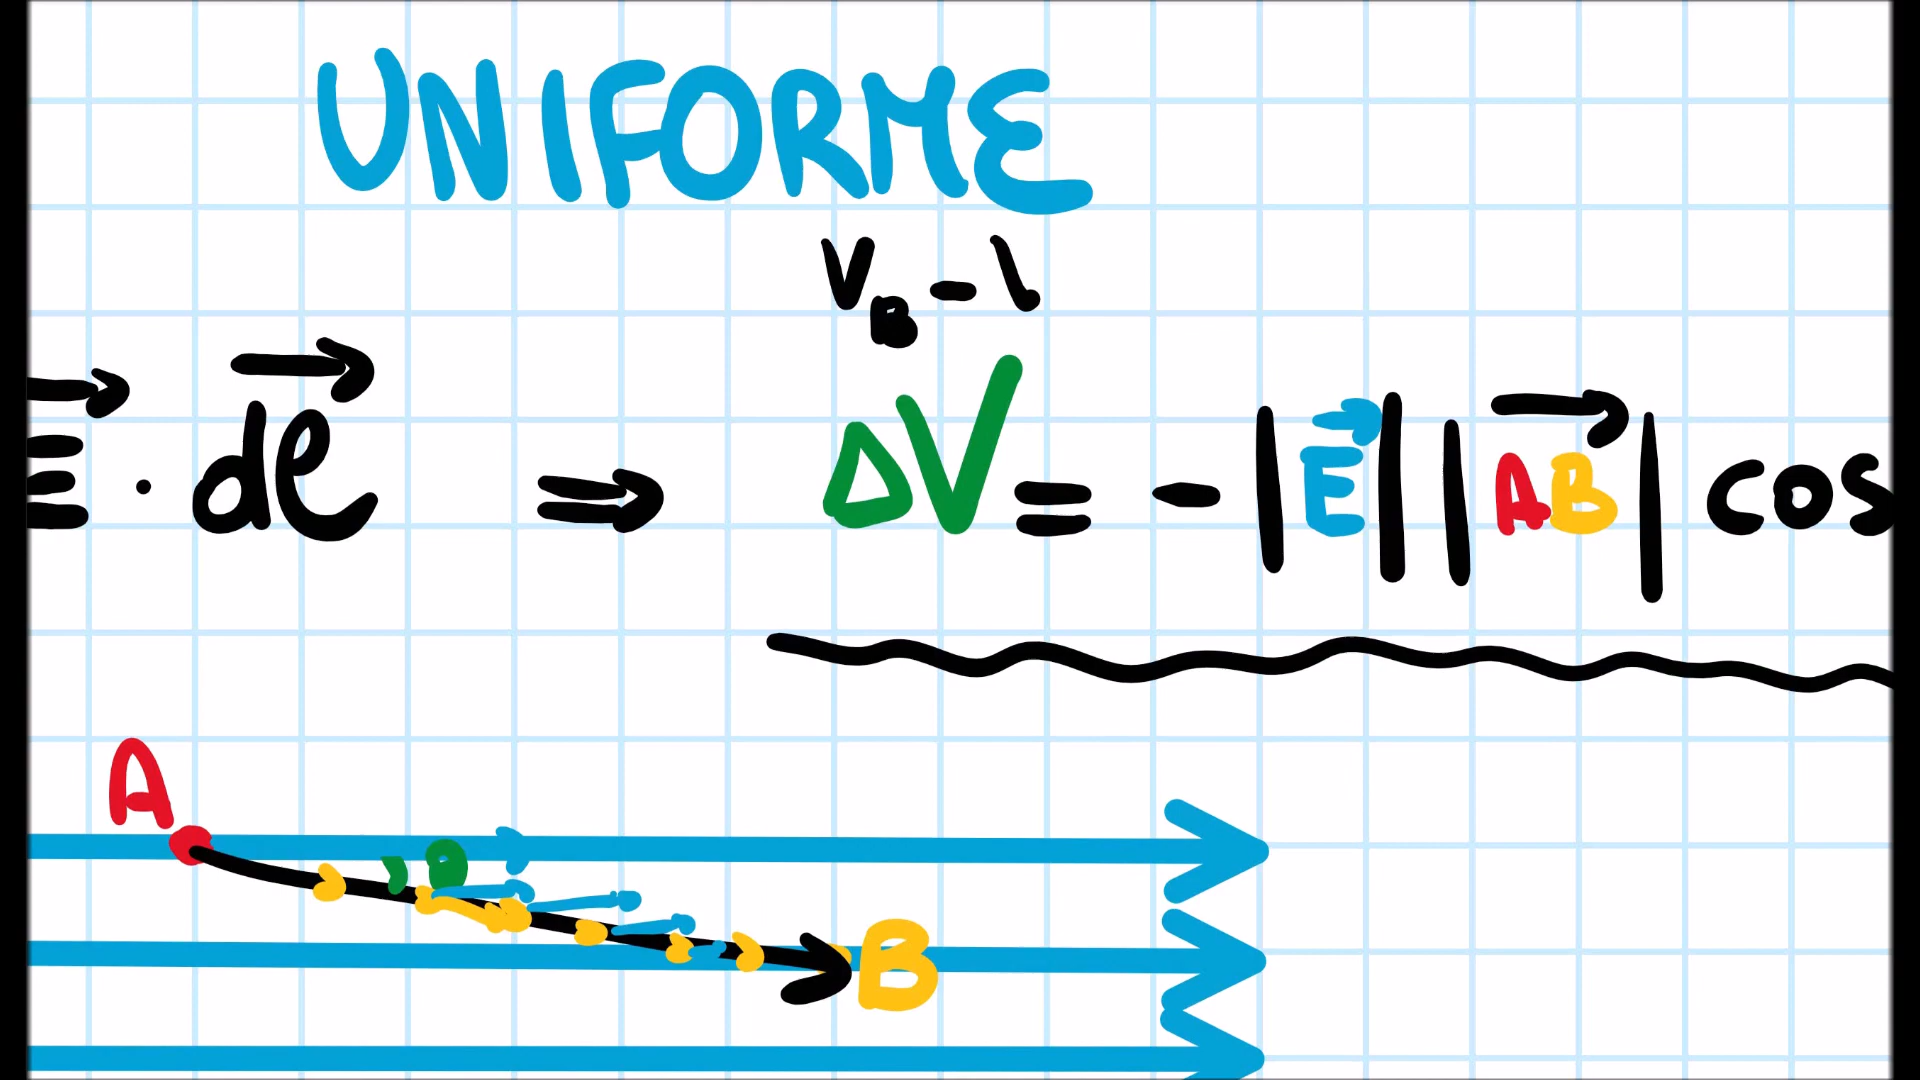 UNIFORME
V_B -
E⃗ · dℓ⃗ ⇒ ΔV = -|E⃗||AB⃗| cos
A
B